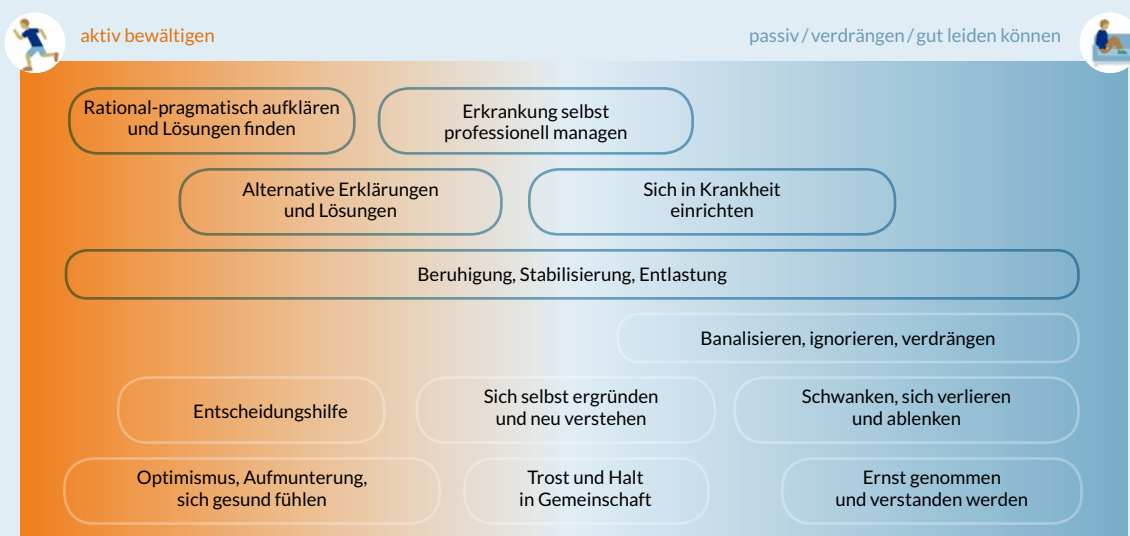 aktiv bewältigen
passiv / verdrängen / gut leiden können
Rational-pragmatisch aufklären
und Lösungen finden
Erkrankung selbst
professionell managen
Alternative Erklärungen
und Lösungen
Sich in Krankheit
einrichten
Beruhigung, Stabilisierung, Entlastung
Banalisieren, ignorieren, verdrängen
Entscheidungshilfe
Sich selbst ergründen
und neu verstehen
Schwanken, sich verlieren
und ablenken
Optimismus, Aufmunterung,
sich gesund fühlen
Trost und Halt
in Gemeinschaft
Ernst genommen
und verstanden werden